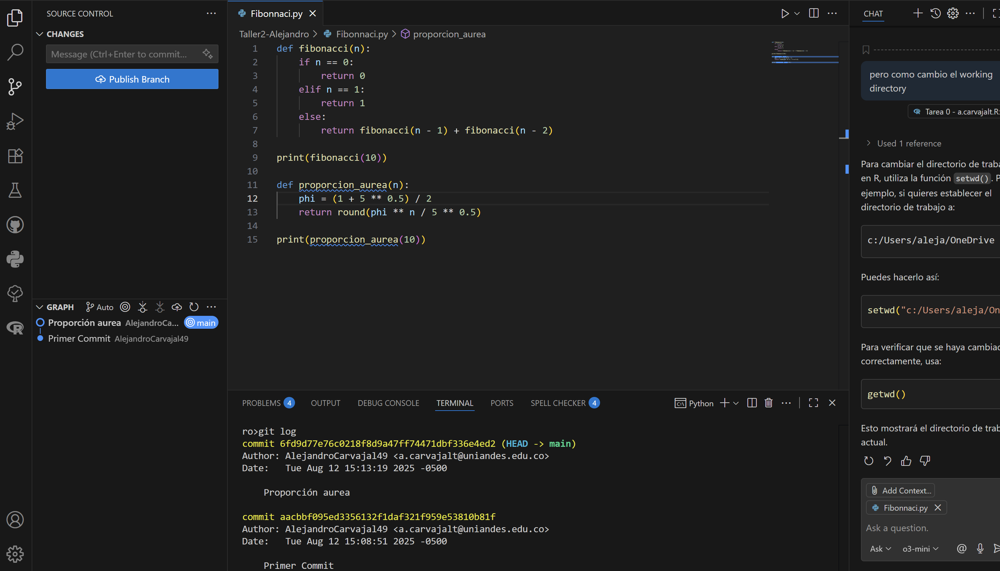 SOURCE CONTROL
CHANGES
Message (Ctrl+Enter to commit...
Publish Branch
GRAPH
Auto
Proporción aurea AlejandroCa... main
Primer Commit AlejandroCarvajal49
Fibonnaci.py
Taller2-Alejandro > Fibonnaci.py > proporcion_aurea
1 def fibonacci(n):
2 if n == 0:
3 return 0
4 elif n == 1:
5 return 1
6 else:
7 return fibonacci(n - 1) + fibonacci(n - 2)
8
9 print(fibonacci(10))
10
11 def proporcion_aurea(n):
12 phi = (1 + 5 ** 0.5) / 2
13 return round(phi ** n / 5 ** 0.5)
14
15 print(proporcion_aurea(10))
PROBLEMS 4 OUTPUT DEBUG CONSOLE TERMINAL PORTS SPELL CHECKER 4
Python
ro>git log
commit 6fd9d77e76c0218f8d9a47ff74471dbf336e4ed2 (HEAD -> main)
Author: AlejandroCarvajal49 <a.carvajalt@uniandes.edu.co>
Date: Tue Aug 12 15:13:19 2025 -0500
Proporción aurea
commit aacbbf095ed3356132f1daf321f959e53810b81f
Author: AlejandroCarvajal49 <a.carvajalt@uniandes.edu.co>
Date: Tue Aug 12 15:08:51 2025 -0500
Primer Commit
CHAT
pero como cambio el working
directory
Tarea 0 - a.carvajalt.R:
Used 1 reference
Para cambiar el directorio de traba
en R, utiliza la función setwd(). P
ejemplo, si quieres establecer el
directorio de trabajo a:
c:/Users/aleja/OneDrive
Puedes hacerlo así:
setwd("c:/Users/aleja/On
Para verificar que se haya cambiad
correctamente, usa:
getwd()
Esto mostrará el directorio de trab
actual.
Add Context...
Fibonnaci.py
Ask a question.
Ask o3-mini